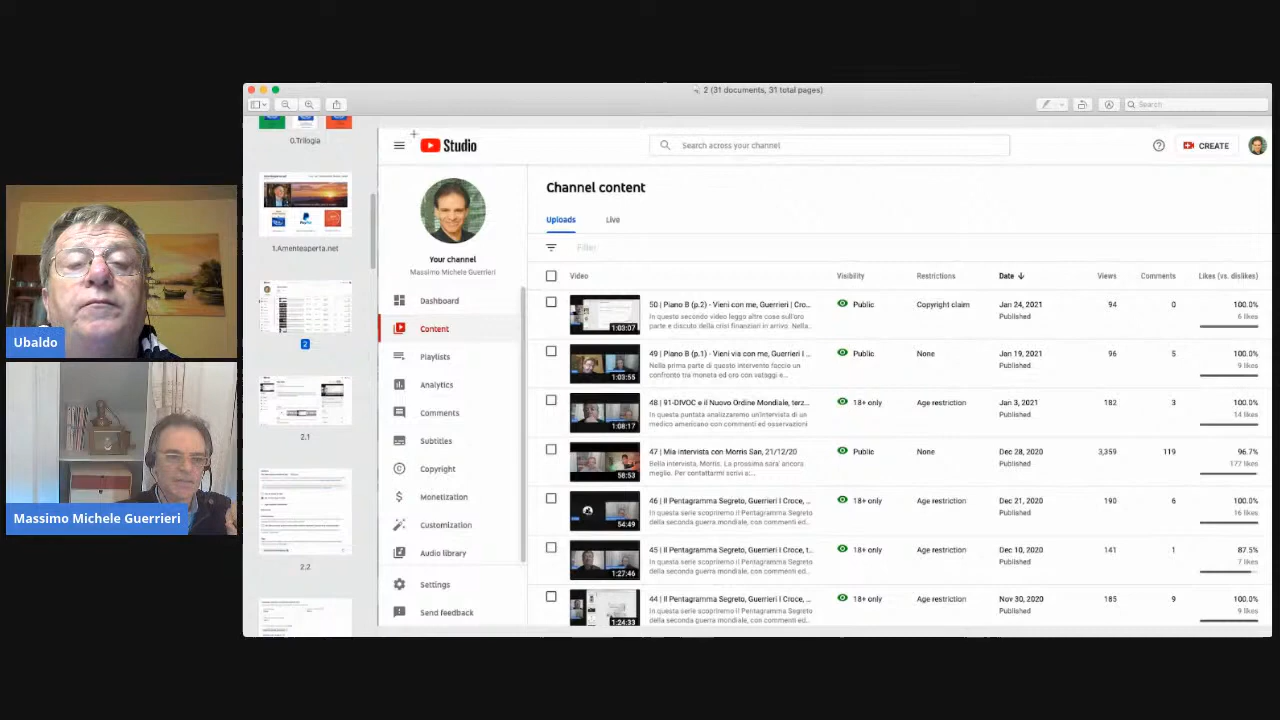 2 (31 documents, 31 total pages)
Search
0.Trilogia
1.Amenteaperta.net
2
2.1
2.2
Ubaldo
Massimo Michele Guerrieri
Studio
Search across your channel
CREATE
Your channel
Massimo Michele Guerrieri
Dashboard
Content
Playlists
Analytics
Comments
Subtitles
Copyright
Monetization
Customization
Audio library
Settings
Send feedback
Channel content
Uploads Live
Filter
Video Visibility Restrictions Date Views Comments Likes (vs. dislikes)
50 | Piano B (p.2) - Vieni con me, Guerrieri | Cro... Public Copyright claim Jan 24, 2021 94 0 100.0%
In questo secondo video leggo altre cose sull'oro Published 6 likes
parte e discuto della crisi finanziari in arrivo. Nella...
1:03:07
49 | Piano B (p.1) - Vieni via con me, Guerrieri I ... Public None Jan 19, 2021 96 5 100.0%
Nella prima parte di questo intervento faccio un Published 9 likes
confronto tra moneta ed oro con vataggi e...
1:03:55
48 | 91-DIVOC e il Nuovo Ordine Mondiale, terz... 18+ only Age restriction Jan 3, 2021 182 3 100.0%
In questa puntata analizzeremo un'intervista di un Published 14 likes
medico americano con commenti ed osservazioni
1:08:17
47 | Mia intervista con Morris San, 21/12/20 Public None Dec 28, 2020 3,359 119 96.7%
Bella intervista, Morris. La prossima sara' ancora Published 177 likes
meglio. Per contattarmi scrivi a:...
58:53
46 | Il Pentagramma Segreto, Guerrieri I Croce, ... 18+ only Age restriction Dec 21, 2020 190 6 100.0%
In questa serie scopriremo il Pentagramma Segreto Published 16 likes
della seconda guerra mondiale, con commenti ed...
54:49
45 | Il Pentagramma Segreto, Guerrieri I Croce, t... 18+ only Age restriction Dec 10, 2020 141 1 87.5%
In questa serie scopriremo il Pentagramma Segreto Published 7 likes
della seconda guerra mondiale, con commenti ed...
1:27:46
44 | Il Pentagramma Segreto, Guerrieri I Croce, t... 18+ only Age restriction Nov 30, 2020 185 9 100.0%
In questa serie scopriremo il Pentagramma Segreto Published 9 likes
della seconda guerra mondiale, con commenti ed...
1:24:33